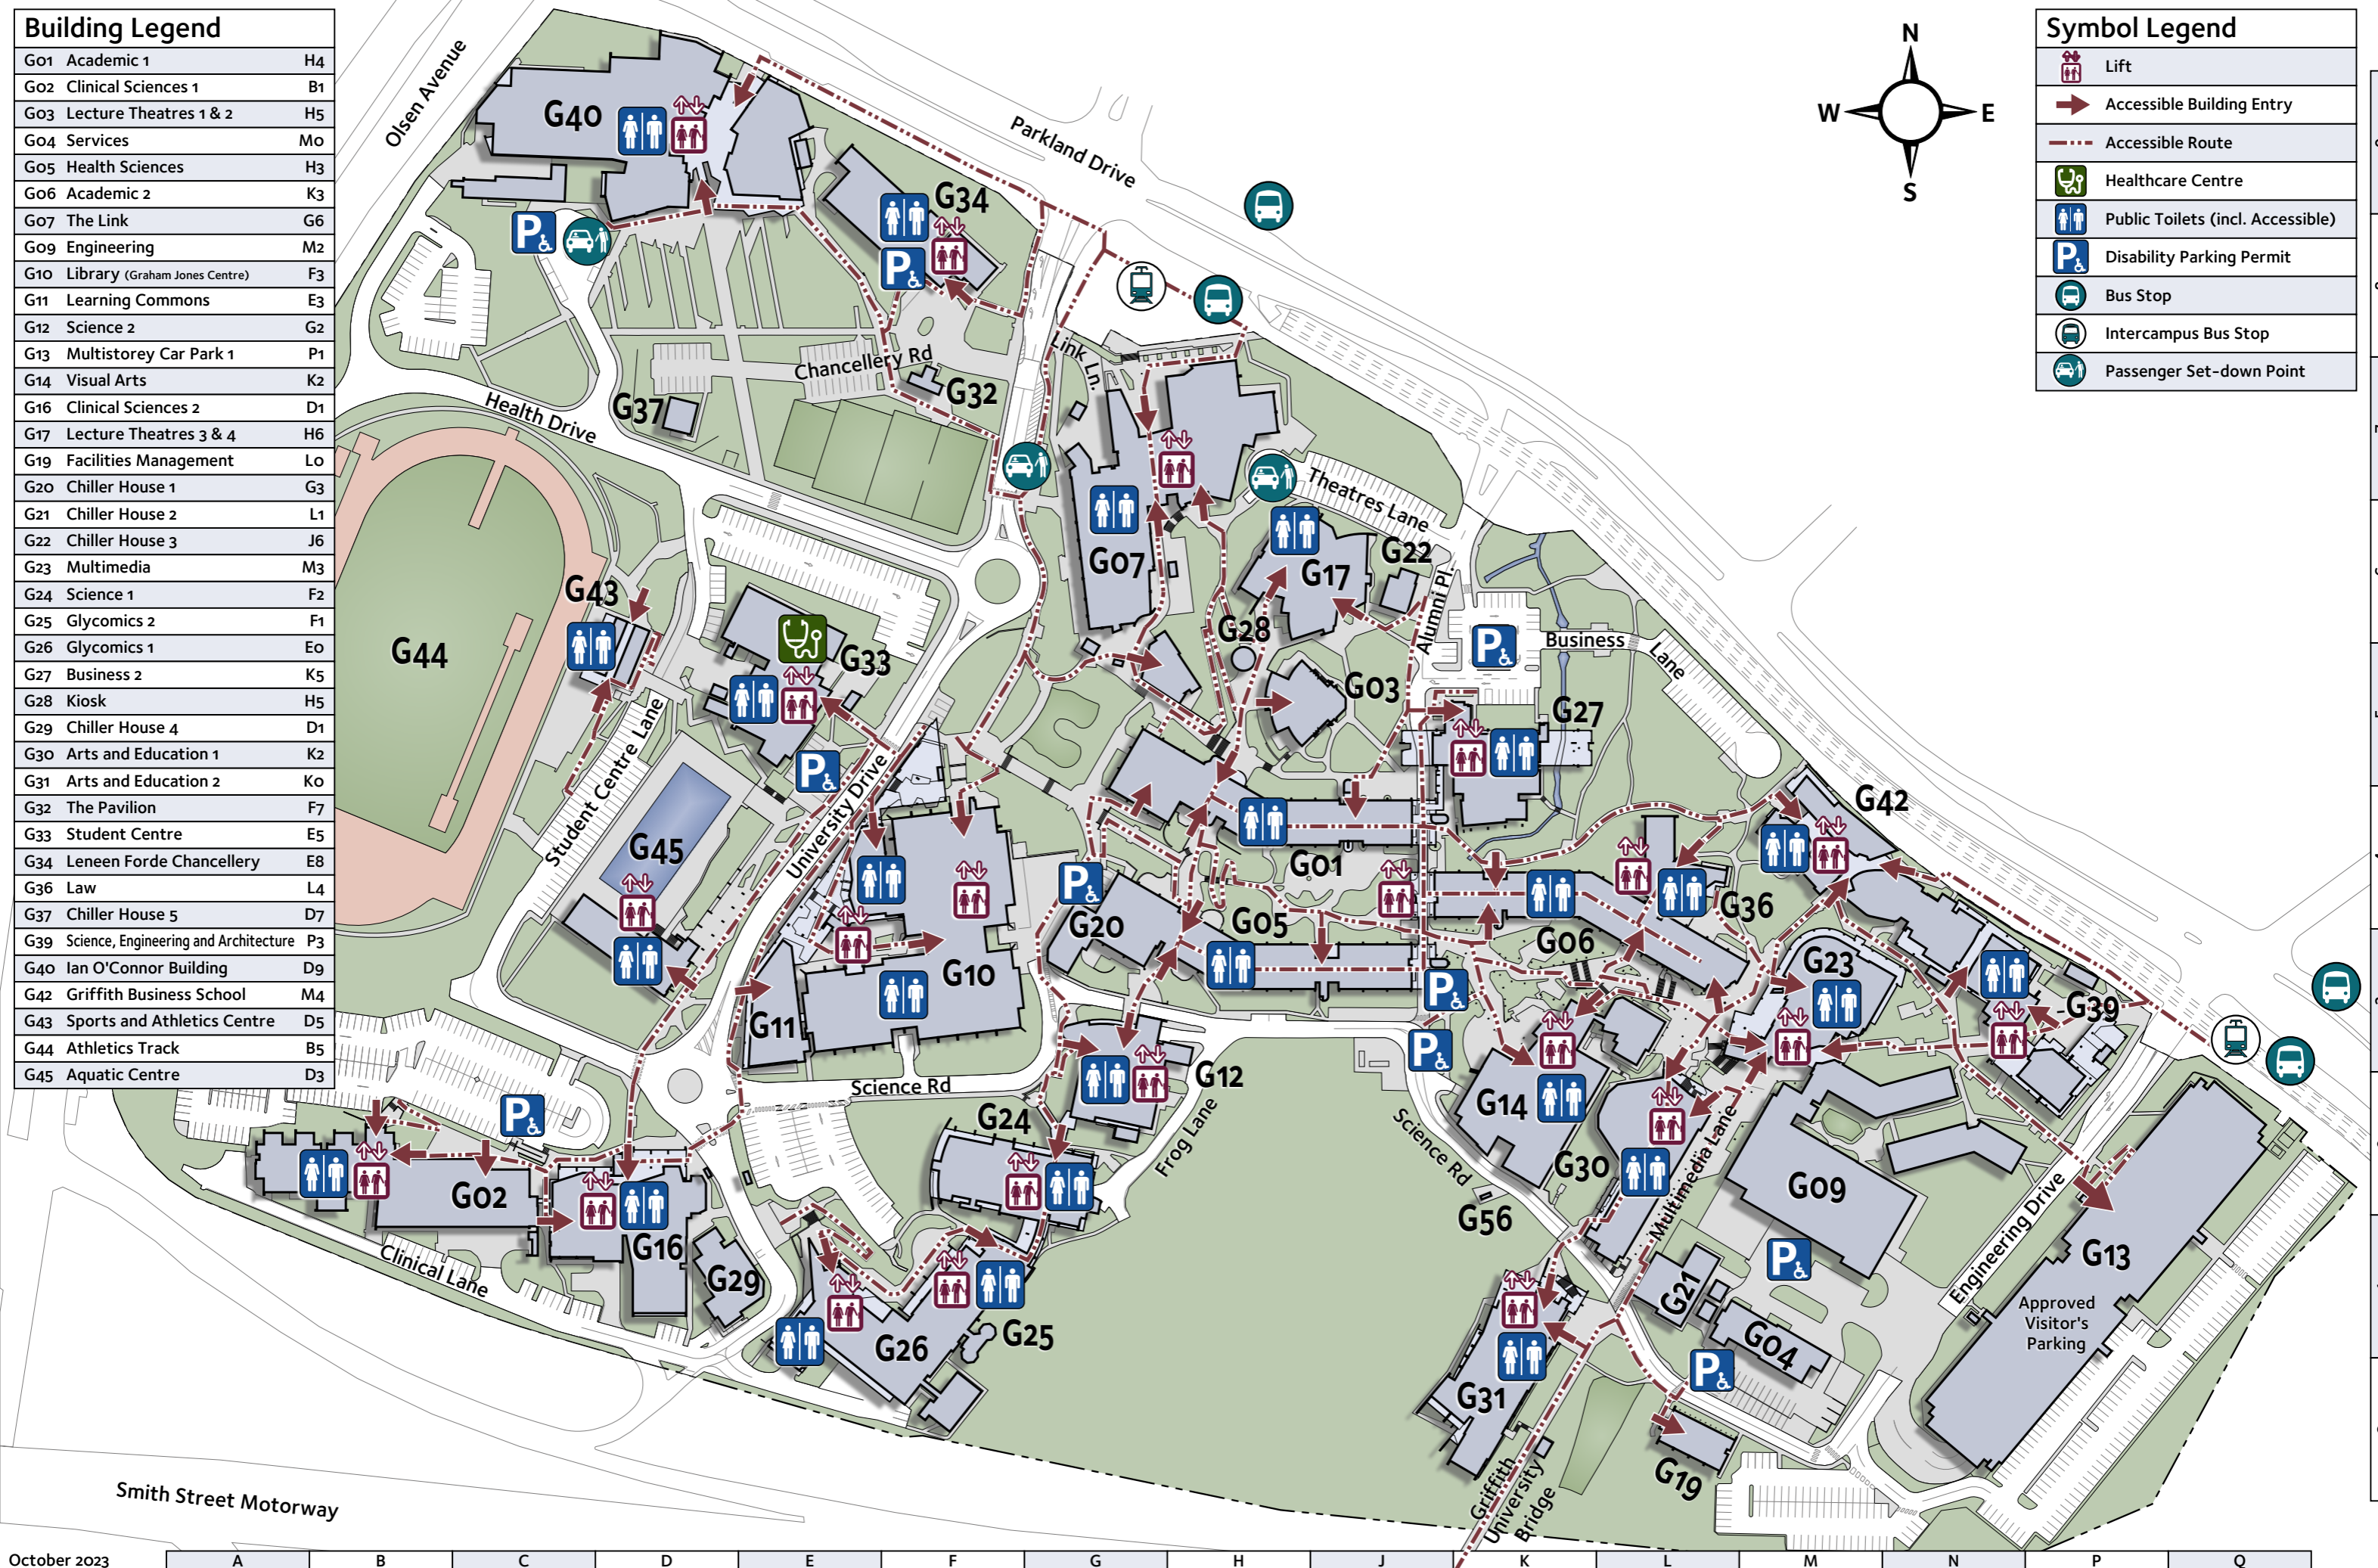 Building Legend
G01 Academic 1 H4
G02 Clinical Sciences 1 B1
G03 Lecture Theatres 1 & 2 H5
G04 Services M0
G05 Health Sciences H3
G06 Academic 2 K3
G07 The Link G6
G09 Engineering M2
G10 Library (Graham Jones Centre) F3
G11 Learning Commons E3
G12 Science 2 G2
G13 Multistorey Car Park 1 P1
G14 Visual Arts K2
G16 Clinical Sciences 2 D1
G17 Lecture Theatres 3 & 4 H6
G19 Facilities Management L0
G20 Chiller House 1 G3
G21 Chiller House 2 L1
G22 Chiller House 3 J6
G23 Multimedia M3
G24 Science 1 F2
G25 Glycomics 2 F1
G26 Glycomics 1 E0
G27 Business 2 K5
G28 Kiosk H5
G29 Chiller House 4 D1
G30 Arts and Education 1 K2
G31 Arts and Education 2 K0
G32 The Pavilion F7
G33 Student Centre E5
G34 Leneen Forde Chancellery E8
G36 Law L4
G37 Chiller House 5 D7
G39 Science, Engineering and Architecture P3
G40 Ian O'Connor Building D9
G42 Griffith Business School M4
G43 Sports and Athletics Centre D5
G44 Athletics Track B5
G45 Aquatic Centre D3
Symbol Legend
Lift
Accessible Building Entry
Accessible Route
Healthcare Centre
Public Toilets (incl. Accessible)
P Disability Parking Permit
Bus Stop
Intercampus Bus Stop
Passenger Set-down Point
N
W E
S
Olsen Avenue
Parkland Drive
G40
G34
P
P
Chancellery Rd
Link Ln.
G32
G37
Health Drive
Theatres Lane
G07
G17
G22
Alumni Pl.
G43
G44
G33
G28
P
Business
Lane
G03
G27
P
Student Centre Lane
University Drive
G45
G42
G01
P
G20
G05
G06
G36
G10
G23
P
G11
G39
P
G12
Science Rd
G24
Frog Lane
Science Rd
G14
G30
Multimedia Lane
G09
P
G02
G16
G29
Clinical Lane
G56
G21
P
G04
Engineering Drive
G13
Approved
Visitor's
Parking
G25
G26
P
G31
G19
Griffith
University
Bridge
Smith Street Motorway
October 2023
A B C D E F G H J K L M N P Q